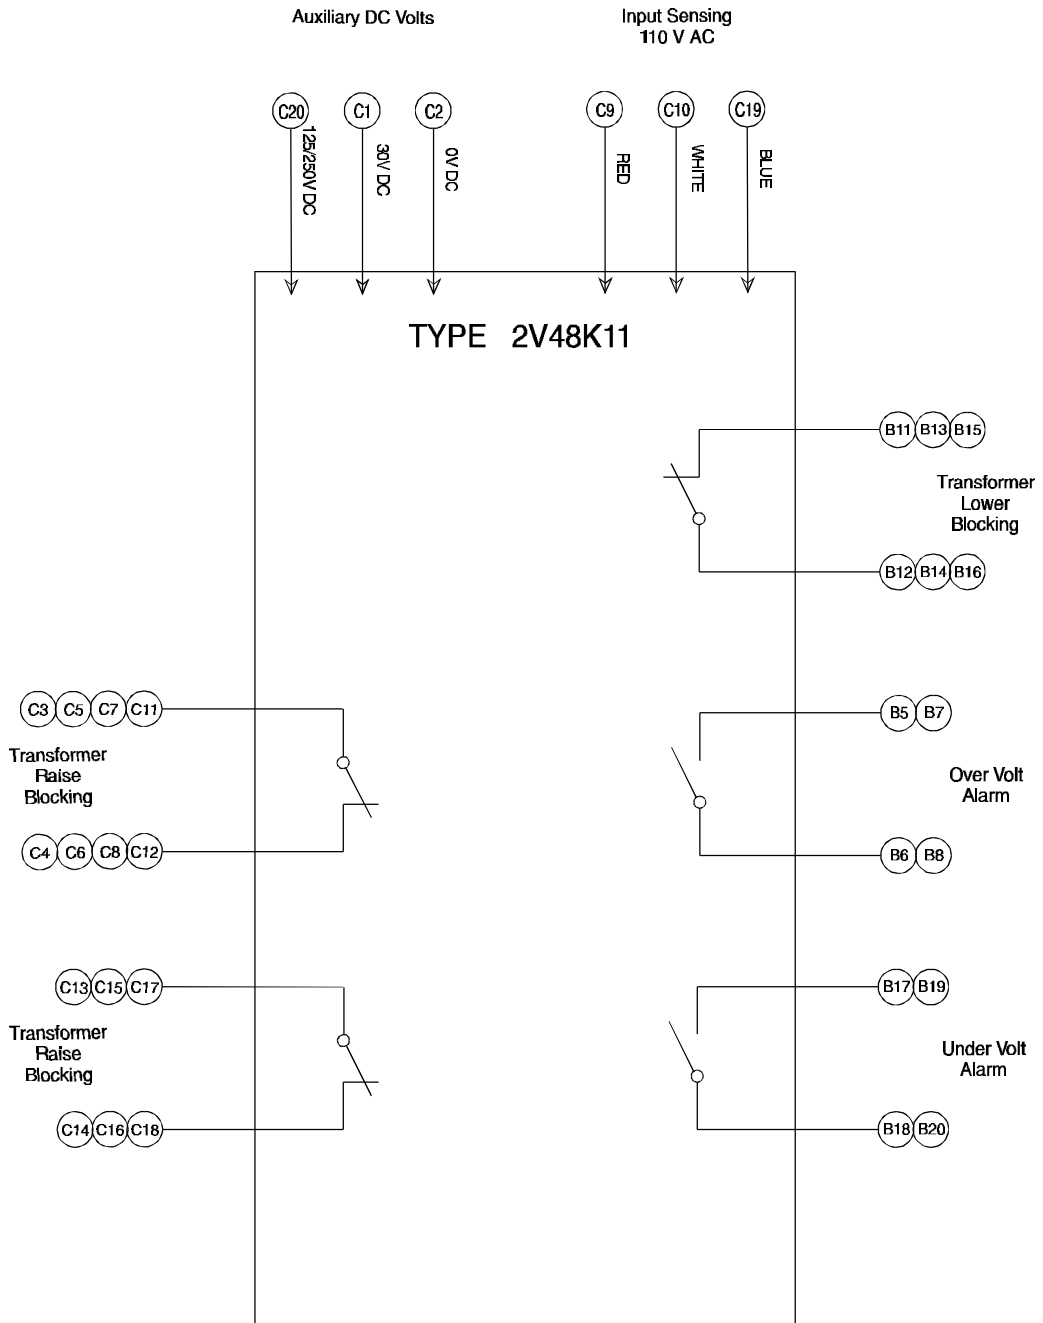 Auxiliary DC Volts
Input Sensing
110 V AC
C20
C1
C2
C9
C10
C19
125/250V DC
30V DC
0V DC
RED
WHITE
BLUE
TYPE 2V48K11
B11 B13 B15
Transformer
Lower
Blocking
B12 B14 B16
C3 C5 C7 C11
Transformer
Raise
Blocking
C4 C6 C8 C12
B5 B7
Over Volt
Alarm
B6 B8
C13 C15 C17
Transformer
Raise
Blocking
C14 C16 C18
B17 B19
Under Volt
Alarm
B18 B20